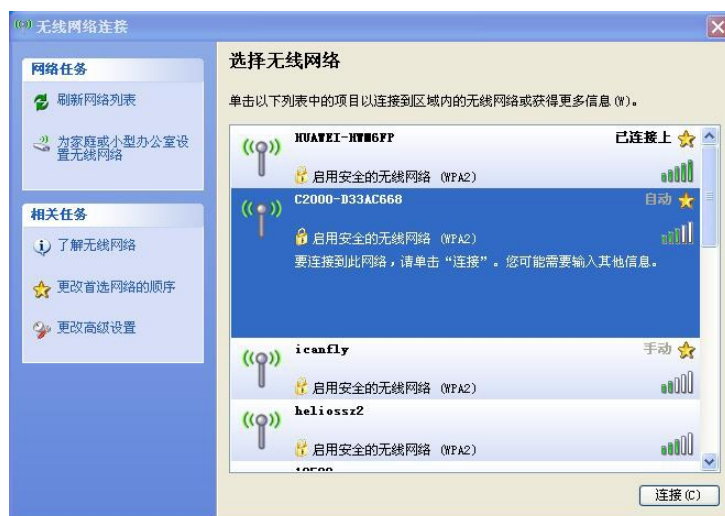 无线网络连接
网络任务
刷新网络列表
为家庭或小型办公室设
置无线网络
相关任务
了解无线网络
更改首选网络的顺序
更改高级设置
选择无线网络
单击以下列表中的项目以连接到区域内的无线网络或获得更多信息(W)。
已连接上
启用安全的无线网络 (WPA2)
C2000-D33AC668
自动
启用安全的无线网络 (WPA2)
要连接到此网络，请单击“连接”。您可能需要输入其他信息。
icanfly
手动
启用安全的无线网络 (WPA2)
heliossz2
启用安全的无线网络 (WPA2)
连接(C)